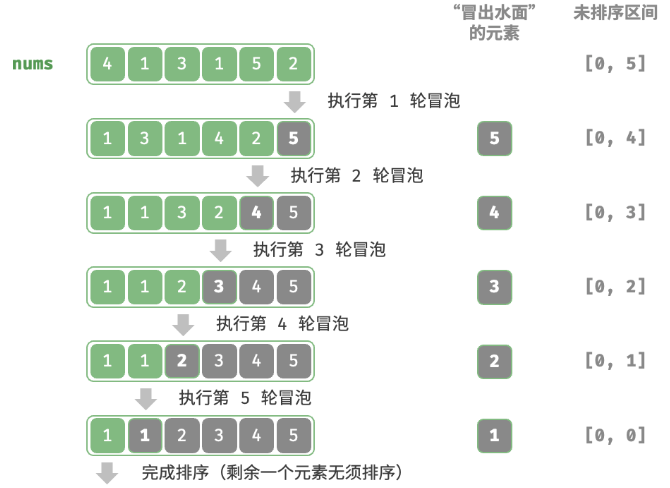 “冒出水面” 未排序区间
的元素
nums 4 1 3 1 5 2 [0, 5]
执行第 1 轮冒泡
1 3 1 4 2 5 5 [0, 4]
执行第 2 轮冒泡
1 1 3 2 4 5 4 [0, 3]
执行第 3 轮冒泡
1 1 2 3 4 5 3 [0, 2]
执行第 4 轮冒泡
1 1 2 3 4 5 2 [0, 1]
执行第 5 轮冒泡
1 1 2 3 4 5 1 [0, 0]
完成排序（剩余一个元素无须排序）